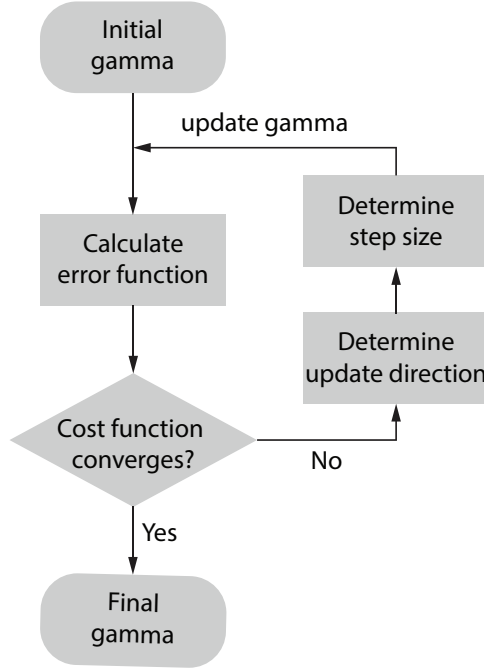 Initial
gamma
update gamma
Determine
step size
Calculate
error function
Determine
update direction
Cost function
converges?
No
Yes
Final
gamma